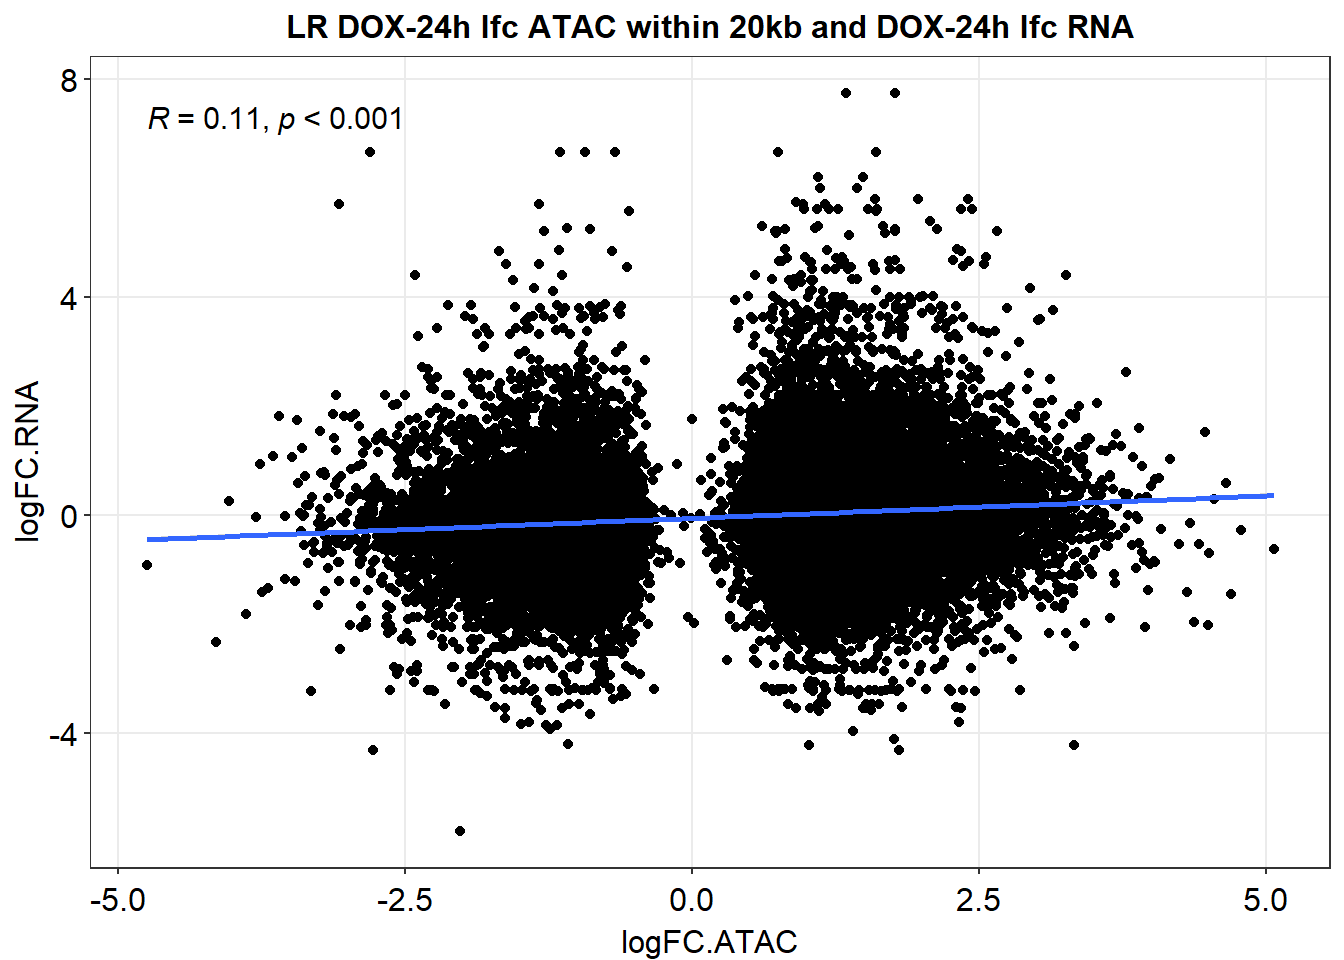 LR DOX-24h lfc ATAC within 20kb and DOX-24h lfc RNA
R = 0.11, p < 0.001
8
4
0
-4
logFC.RNA
-5.0 -2.5 0.0 2.5 5.0
logFC.ATAC